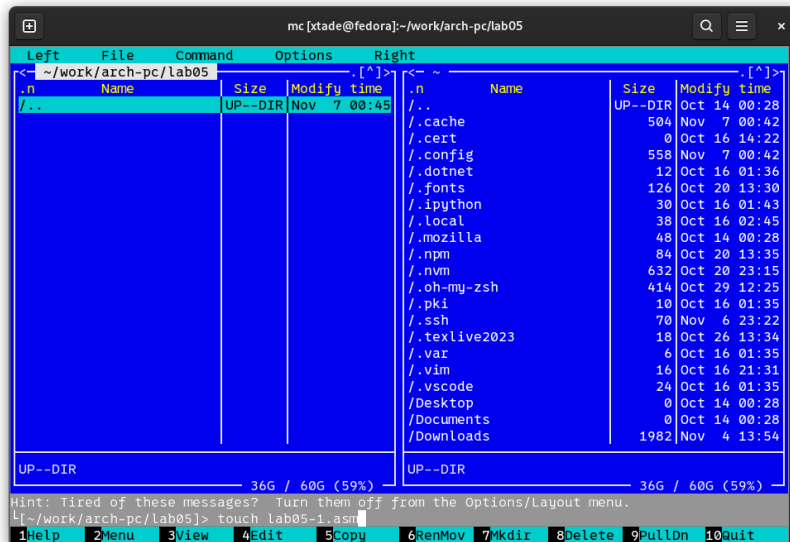 mc [xtade@fedora]:~/work/arch-pc/lab05
Left File Command Options Right
<─ ~/work/arch-pc/lab05 .[^]> <─ ~ .[^]>
.n Name Size Modify time .n Name Size Modify time
/.. UP--DIR Nov 7 00:45 /.. UP--DIR Oct 14 00:28
/.cache 504 Nov 7 00:42
/.cert 0 Oct 16 14:22
/.config 558 Nov 7 00:42
/.dotnet 12 Oct 16 01:36
/.fonts 126 Oct 20 13:30
/.ipython 30 Oct 16 01:43
/.local 38 Oct 16 02:45
/.mozilla 48 Oct 14 00:28
/.npm 84 Oct 20 13:35
/.nvm 632 Oct 20 23:15
/.oh-my-zsh 414 Oct 29 12:25
/.pki 10 Oct 16 01:35
/.ssh 70 Nov 6 23:22
/.texlive2023 18 Oct 26 13:34
/.var 6 Oct 16 01:35
/.vim 16 Oct 16 21:31
/.vscode 24 Oct 16 01:35
/Desktop 0 Oct 14 00:28
/Documents 0 Oct 14 00:28
/Downloads 1982 Nov 4 13:54
UP--DIR UP--DIR
36G / 60G (59%) 36G / 60G (59%)
Hint: Tired of these messages? Turn them off from the Options/Layout menu.
└[~/work/arch-pc/lab05]> touch lab05-1.asm
1Help 2Menu 3View 4Edit 5Copy 6RenMov 7Mkdir 8Delete 9PullDn 10Quit